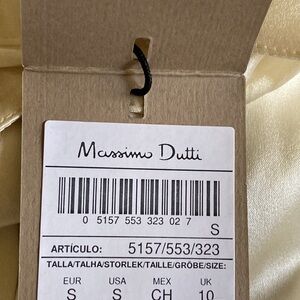 Massimo Dutti
0 5157 553 323 02 7
S
ARTÍCULO: 5157/553/323
TALLA/TALHA/STORLEK/TAILLE/GRÖBE/SIZE:
EUR USA MEX UK
S S CH 10